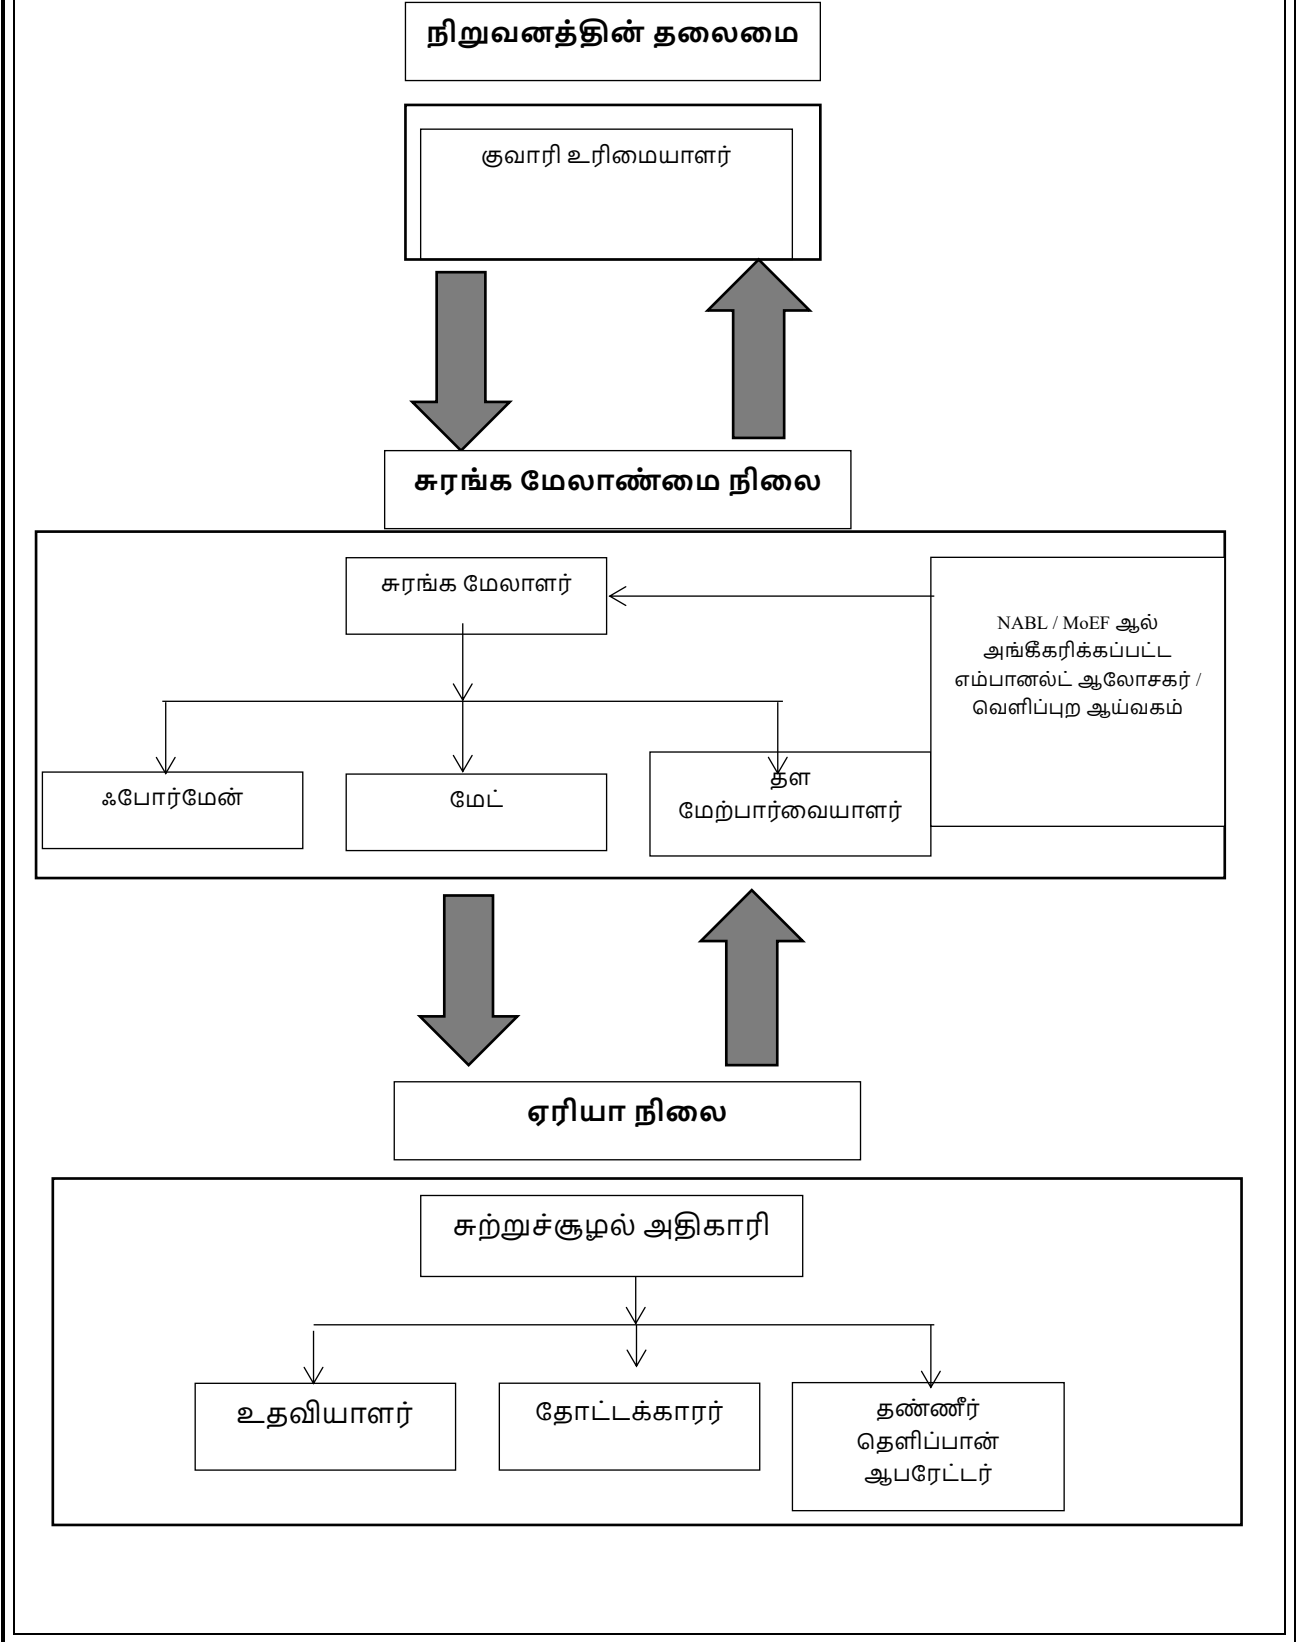 நிறுவனத்தின் தலைமை
குவாரி உரிமையாளர்
சுரங்க மேலாண்மை நிலை
சுரங்க மேலாளர்
NABL / MoEF ஆல்
அங்கீகரிக்கப்பட்ட
எம்பானல்ட் ஆலோசகர் /
வெளிப்புற ஆய்வகம்
ஃபோர்மேன்
மேட்
தள
மேற்பார்வையாளர்
ஏரியா நிலை
சுற்றுச்சூழல் அதிகாரி
உதவியாளர்
தோட்டக்காரர்
தண்ணீர்
தெளிப்பான்
ஆபரேட்டர்